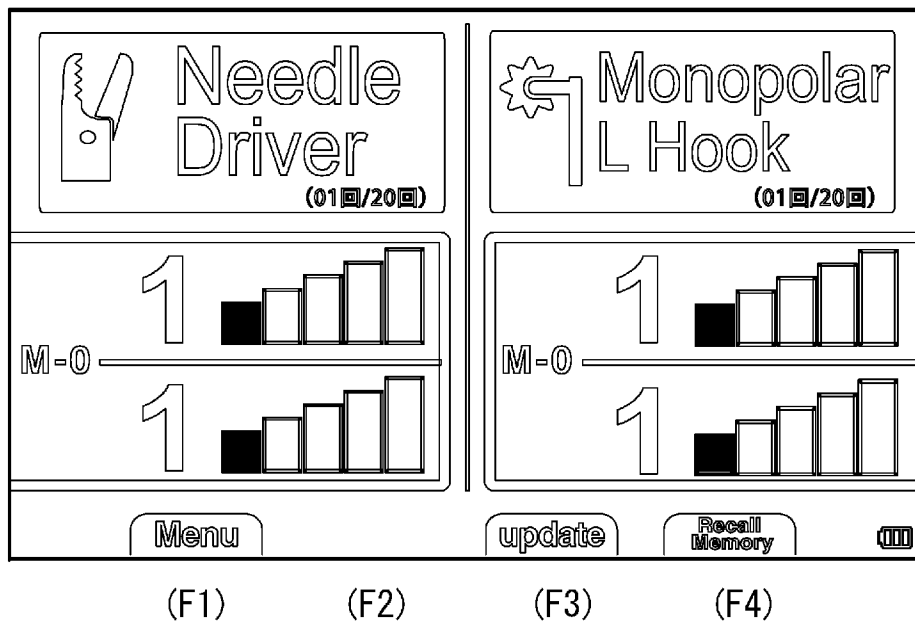 Needle
Driver
(01回/20回)
Monopolar
L Hook
(01回/20回)
1
M-0
1
1
M-0
1
Menu
update
Recall
Memory
(F1)
(F2)
(F3)
(F4)